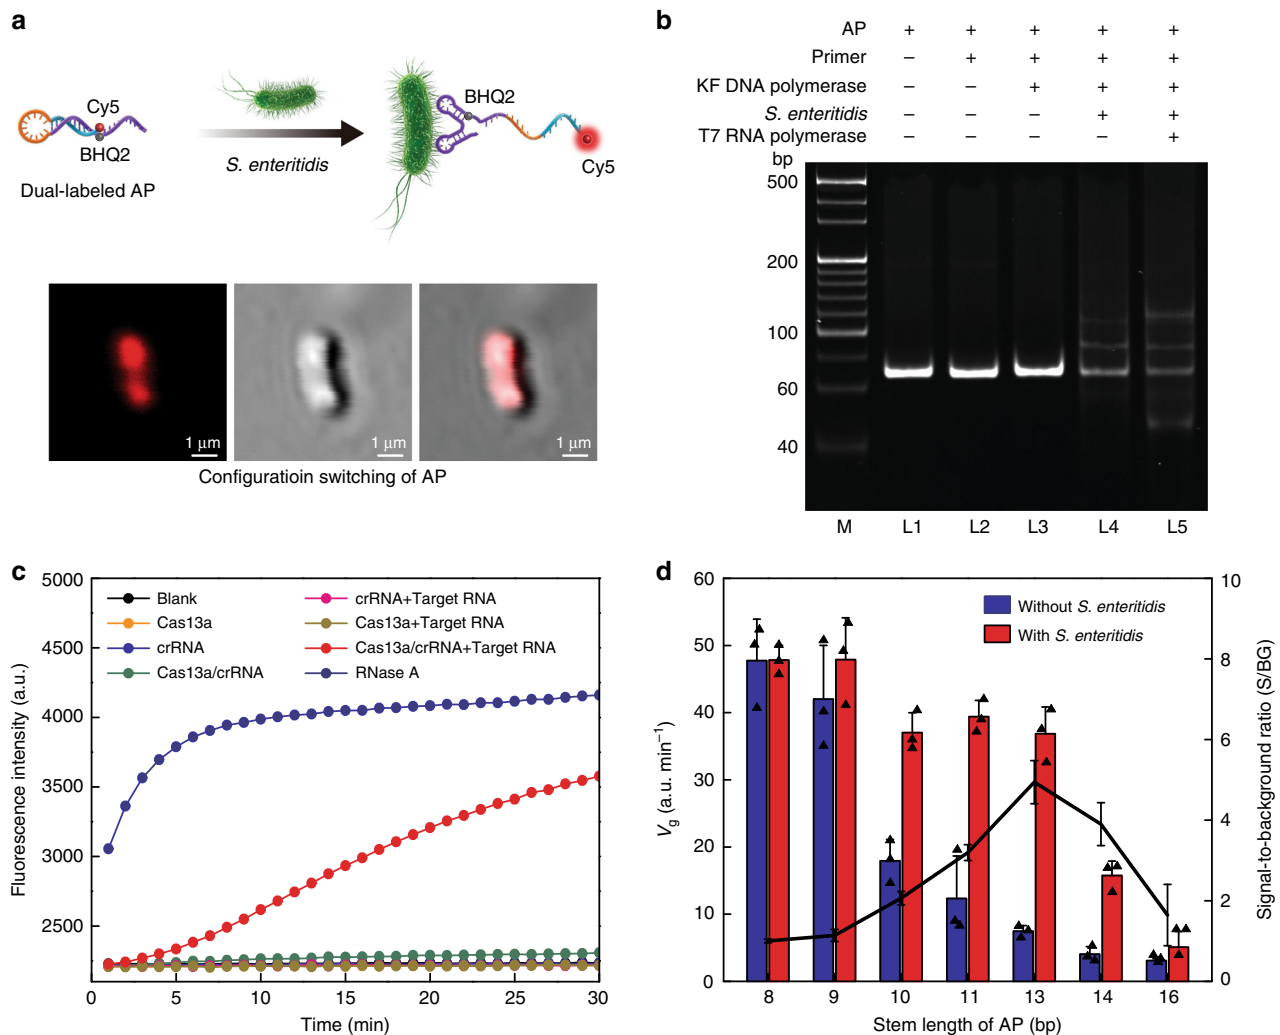 a
Cy5
BHQ2
Dual-labeled AP
S. enteritidis
BHQ2
Cy5
1 μm
1 μm
1 μm
Configuratioin switching of AP
b
AP + + + + +
Primer – + + + +
KF DNA polymerase – – + + +
S. enteritidis – – – + +
T7 RNA polymerase – – – – +
bp
500
200
100
60
40
M L1 L2 L3 L4 L5
c
Fluorescence intensity (a.u.)
5000
4500
4000
3500
3000
2500
Blank
Cas13a
crRNA
Cas13a/crRNA
crRNA+Target RNA
Cas13a+Target RNA
Cas13a/crRNA+Target RNA
RNase A
0 5 10 15 20 25 30
Time (min)
d
Vg (a.u. min–1)
60
50
40
30
20
10
0
Without S. enteritidis
With S. enteritidis
10
8
6
4
2
0
Signal-to-background ratio (S/BG)
8 9 10 11 13 14 16
Stem length of AP (bp)